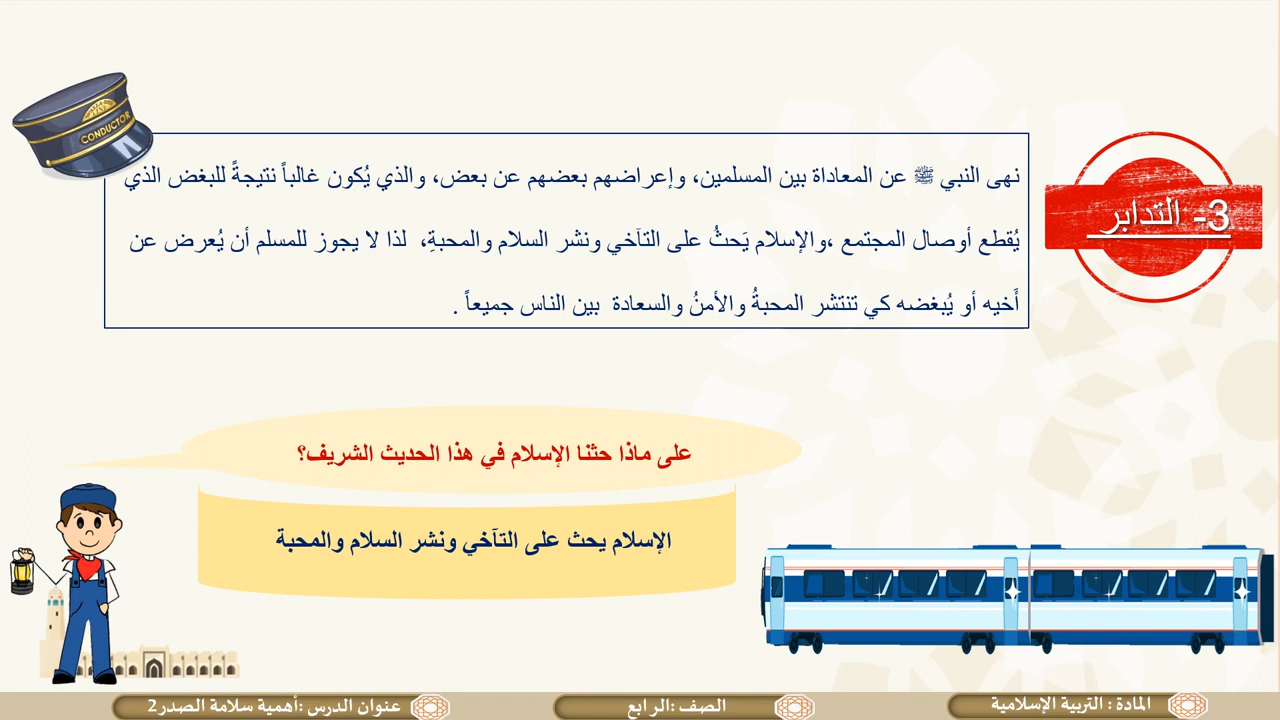 CONDUCTOR
3- التدابر
نهى النبي ﷺ عن المعاداة بين المسلمين، وإعراضهم بعضهم عن بعض، والذي يُكون غالباً نتيجةً للبغض الذي
يُقطع أوصال المجتمع ،والإسلام يَحثُّ على التآخي ونشر السلام والمحبةِ، لذا لا يجوز للمسلم أن يُعرض عن
أَخيه أو يُبغضه كي تنتشر المحبةُ والأمنُ والسعادة بين الناس جميعاً .
على ماذا حثنا الإسلام في هذا الحديث الشريف؟
الإسلام يحث على التآخي ونشر السلام والمحبة
المادة : التربية الإسلامية
الصف :الرابع
عنوان الدرس :أهمية سلامة الصدر2